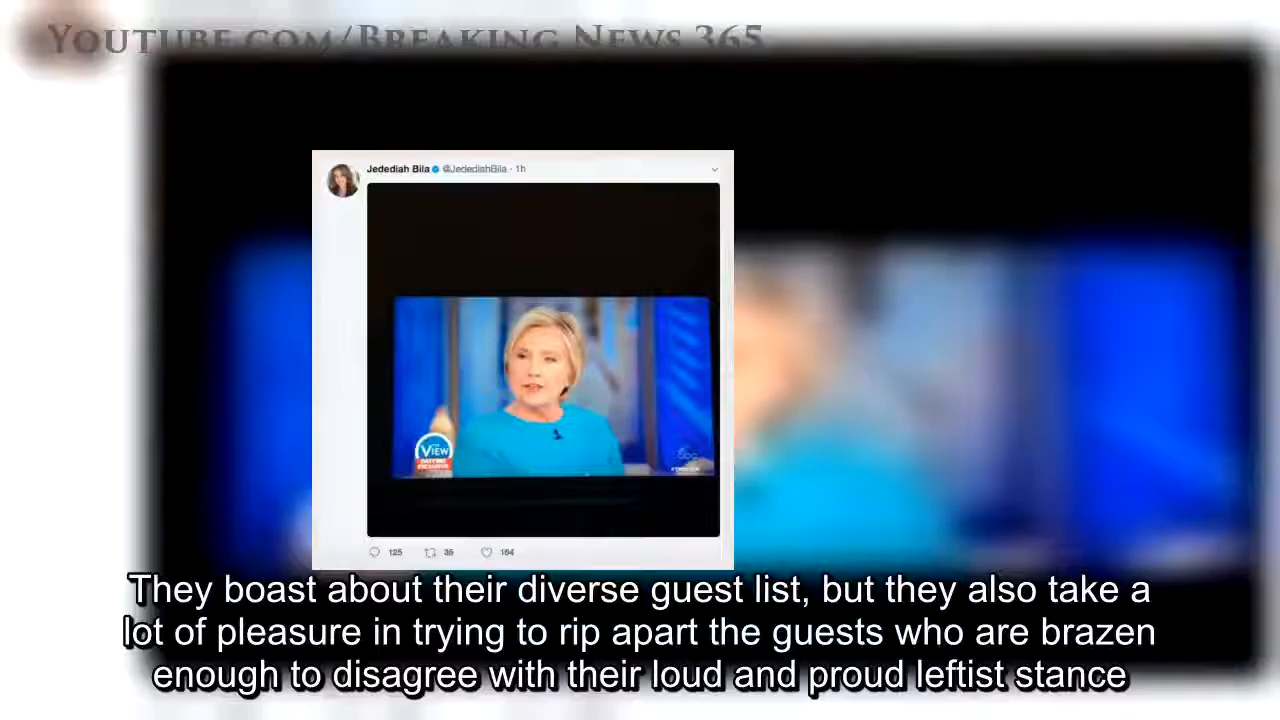 YOUTUBE.COM/BREAKING NEWS 365
Jedediah Bila @JedediahBila · 1h
VIEW
abc
125 36 164
They boast about their diverse guest list, but they also take a
lot of pleasure in trying to rip apart the guests who are brazen
enough to disagree with their loud and proud leftist stance